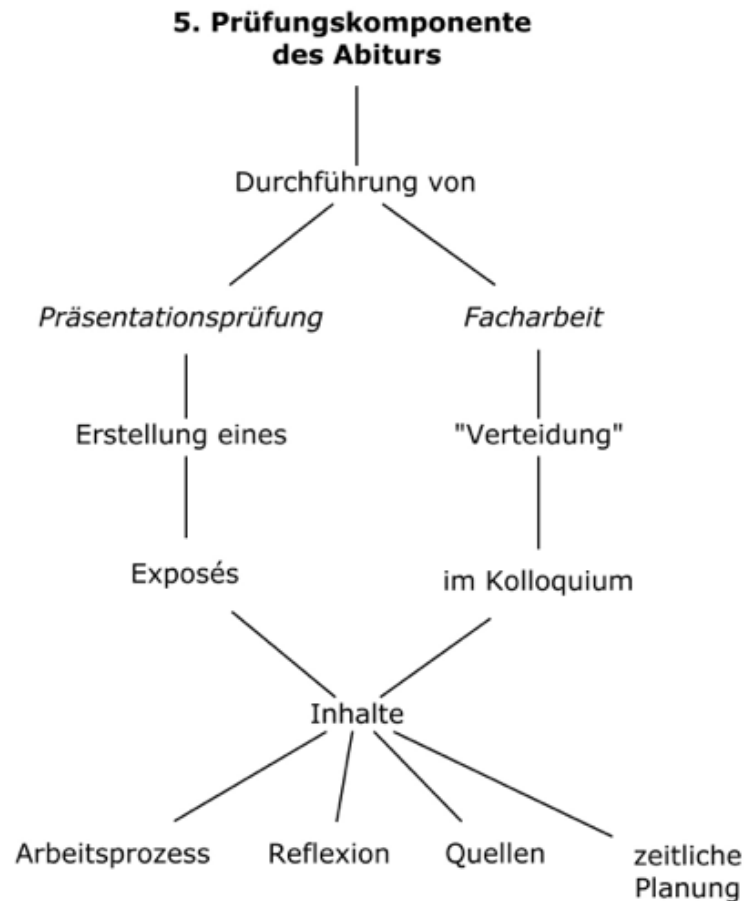 5. Prüfungskomponente
des Abiturs
Durchführung von
Präsentationsprüfung
Facharbeit
Erstellung eines
"Verteidung"
Exposés
im Kolloquium
Inhalte
Arbeitsprozess
Reflexion
Quellen
zeitliche
Planung